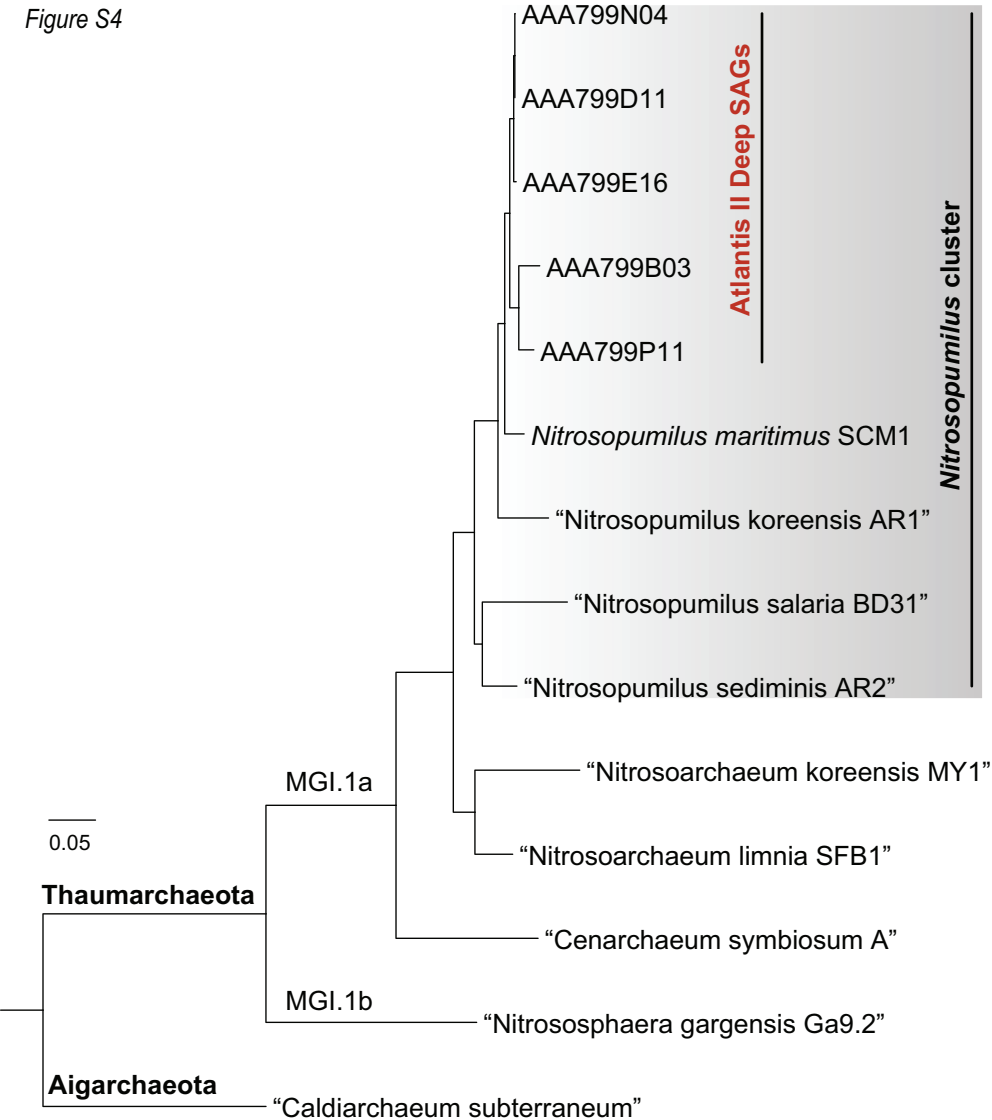 Figure S4
AAA799N04
AAA799D11
AAA799E16
AAA799B03
AAA799P11
Atlantis II Deep SAGs
Nitrosopumilus cluster
Nitrosopumilus maritimus SCM1
“Nitrosopumilus koreensis AR1”
“Nitrosopumilus salaria BD31”
“Nitrosopumilus sediminis AR2”
“Nitrosoarchaeum koreensis MY1”
MGI.1a
0.05
“Nitrosoarchaeum limnia SFB1”
Thaumarchaeota
“Cenarchaeum symbiosum A”
MGI.1b
“Nitrososphaera gargensis Ga9.2”
Aigarchaeota
“Caldiarchaeum subterraneum”